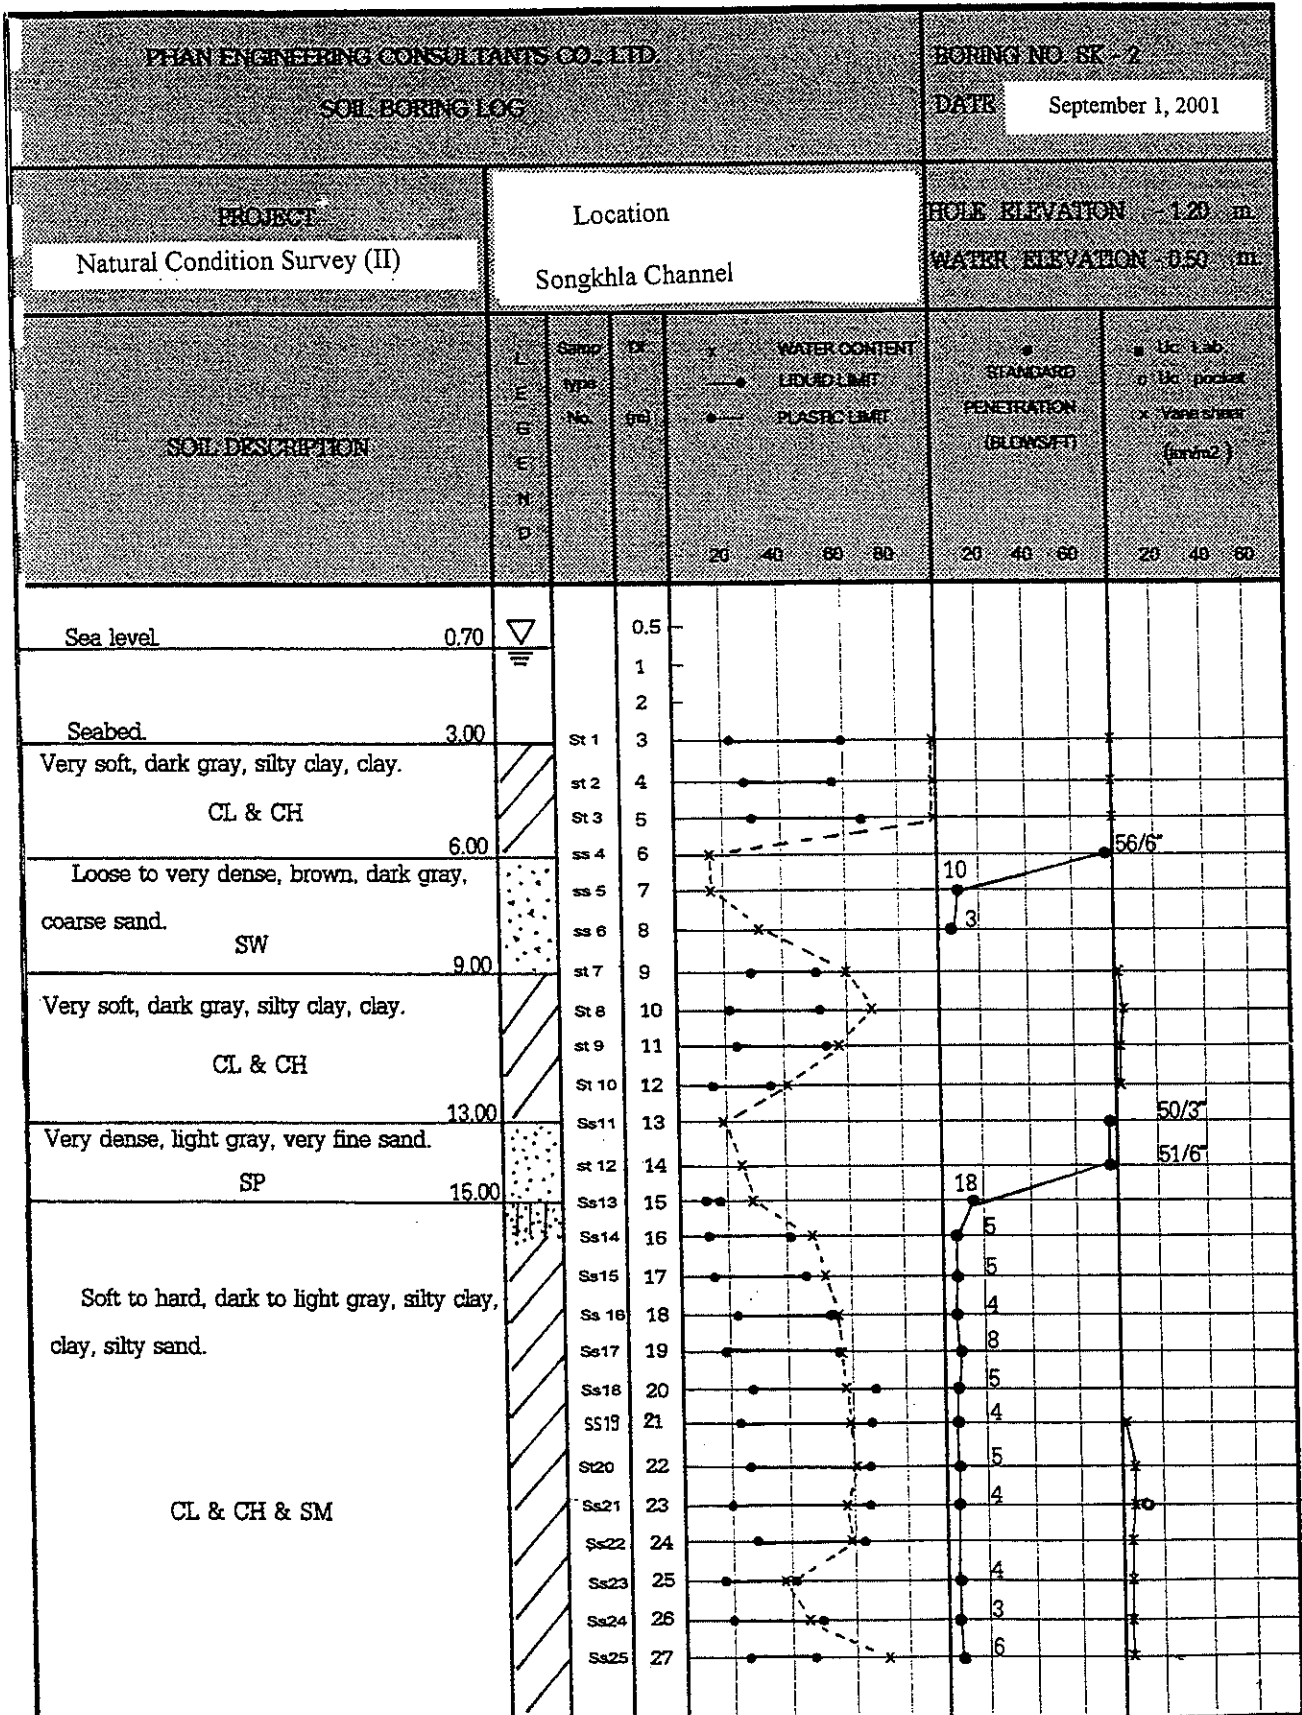 PHAN ENGINEERING CONSULTANTS CO., LTD.
SOIL BORING LOG
BORING NO. SK - 2
DATE September 1, 2001
PROJECT
Natural Condition Survey (II)
Location
Songkhla Channel
HOLE ELEVATION - 1.20 m.
WATER ELEVATION - 0.50 m.
SOIL DESCRIPTION
LEGEND
Samp type No.
(m)
x WATER CONTENT
LIQUID LIMIT
PLASTIC LIMIT
20 40 60 80
STANDARD
PENETRATION
(BLOWS/FT)
20 40 60
Uc Lab.
Uc pocket
x Vane shear
(ton/m2)
20 40 60
Sea level 0.70
0.5
1
2
Seabed. 3.00
St 1 3
Very soft, dark gray, silty clay, clay.
st 2 4
CL & CH
St 3 5
6.00
ss 4 6 56/6"
Loose to very dense, brown, dark gray,
coarse sand.
ss 5 7 10
SW
ss 6 8 3
9.00
st 7 9
Very soft, dark gray, silty clay, clay.
St 8 10
CL & CH
st 9 11
St 10 12
13.00
Ss11 13 50/3"
Very dense, light gray, very fine sand.
st 12 14 51/6"
SP
15.00
Ss13 15 18
Ss14 16 5
Ss15 17 5
Soft to hard, dark to light gray, silty clay,
clay, silty sand.
Ss 16 18 4
Ss17 19 8
Ss18 20 5
SS19 21 4
St20 22 5
CL & CH & SM
Ss21 23 4
Ss22 24
Ss23 25 4
Ss24 26 3
Ss25 27 6